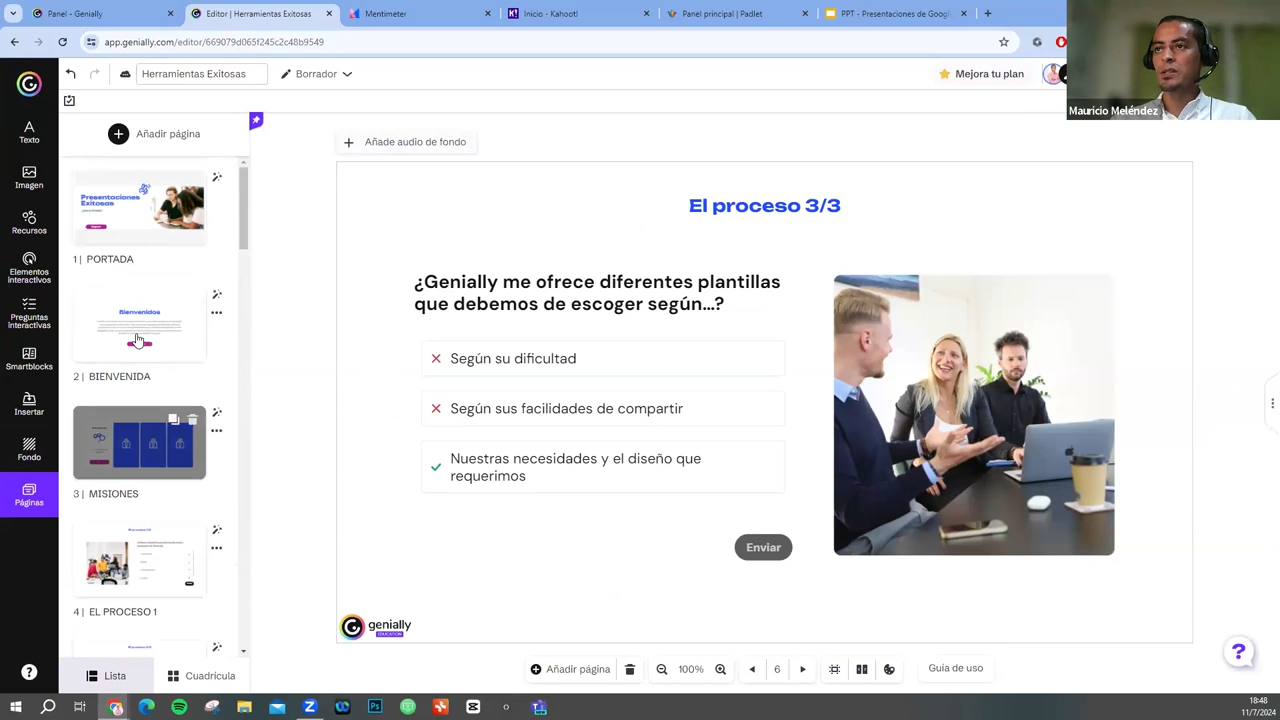 Panel - Genially
Editor | Herramientas Exitosas
Mentimeter
Inicio - Kahoot!
Panel principal | Padlet
PPT - Presentaciones de Google
app.genially.com/editor/669079d065f245c2c48b9549
Herramientas Exitosas
Borrador
Mejora tu plan
Mauricio Meléndez
Texto
Imagen
Recursos
Elementos interactivos
Preguntas interactivas
Smartblocks
Insertar
Fondo
Páginas
Añadir página
Presentaciones
Exitosas
1 | PORTADA
Bienvenidos
2 | BIENVENIDA
3 | MISIONES
4 | EL PROCESO 1
Lista
Cuadrícula
Añade audio de fondo
El proceso 3/3
¿Genially me ofrece diferentes plantillas
que debemos de escoger según...?
Según su dificultad
Según sus facilidades de compartir
Nuestras necesidades y el diseño que
requerimos
Enviar
genially
EDUCATION
Añadir página
100%
6
Guía de uso
18:48
11/7/2024